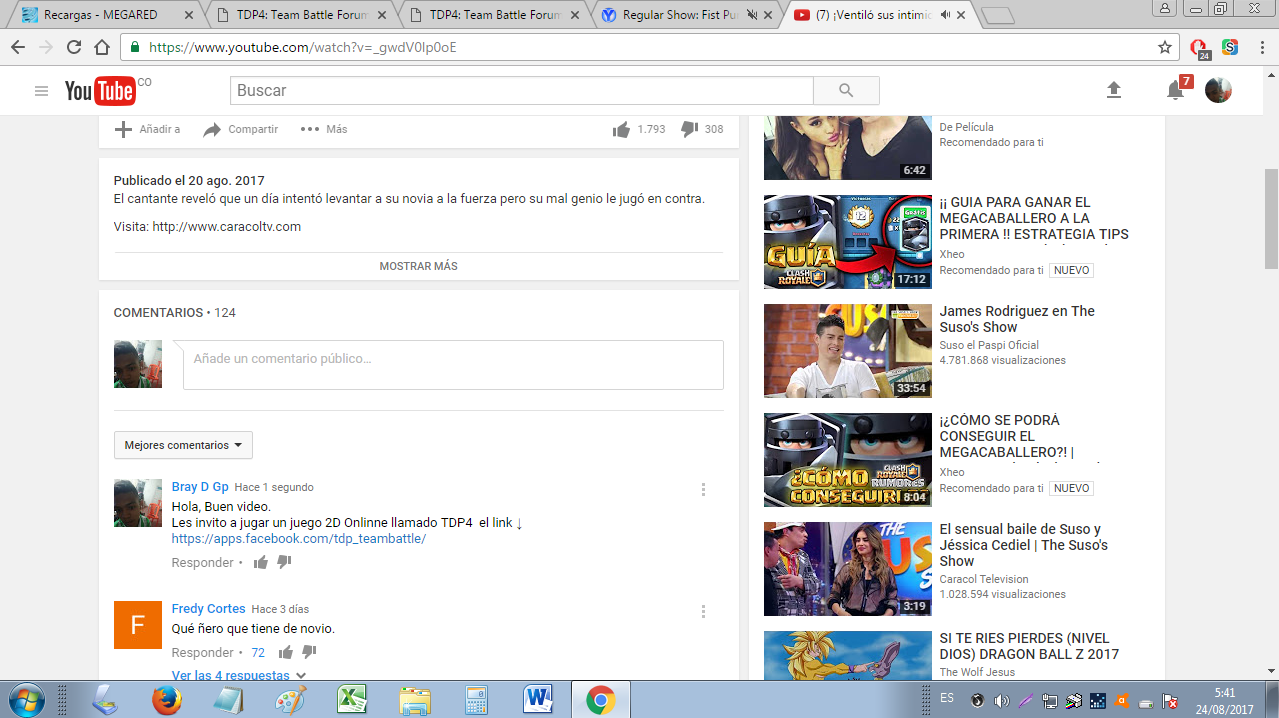 Recargas - MEGARED
TDP4: Team Battle Forum
TDP4: Team Battle Forum
Regular Show: Fist Pu
(7) ¡Ventiló sus intimid
https://www.youtube.com/watch?v=_gwdV0lp0oE
24
S
YouTube CO
Buscar
7
Añadir a
Compartir
Más
1.793
308
Publicado el 20 ago. 2017
El cantante reveló que un día intentó levantar a su novia a la fuerza pero su mal genio le jugó en contra.
Visita: http://www.caracoltv.com
MOSTRAR MÁS
COMENTARIOS • 124
Añade un comentario público...
Mejores comentarios
Bray D Gp Hace 1 segundo
Hola, Buen video.
Les invito a jugar un juego 2D Onlinne llamado TDP4 el link ↓
https://apps.facebook.com/tdp_teambattle/
Responder •
F
Fredy Cortes Hace 3 días
Qué ñero que tiene de novio.
Responder • 72
Ver las 4 respuestas
6:42
De Película
Recomendado para ti
12
Gratis
GUÍA
CLASH ROYALE
17:12
¡¡ GUIA PARA GANAR EL
MEGACABALLERO A LA
PRIMERA !! ESTRATEGIA TIPS
Xheo
Recomendado para ti NUEVO
33:54
James Rodriguez en The
Suso's Show
Suso el Paspi Oficial
4.781.868 visualizaciones
¿CÓMO
CONSEGUIR
CLASH ROYALE
RUMORES
8:04
¡¿CÓMO SE PODRÁ
CONSEGUIR EL
MEGACABALLERO?! |
Xheo
Recomendado para ti NUEVO
THE
3:19
El sensual baile de Suso y
Jéssica Cediel | The Suso's
Show
Caracol Television
1.028.594 visualizaciones
SI TE RIES PIERDES (NIVEL
DIOS) DRAGON BALL Z 2017
The Wolf Jesus
ES
5:41
24/08/2017